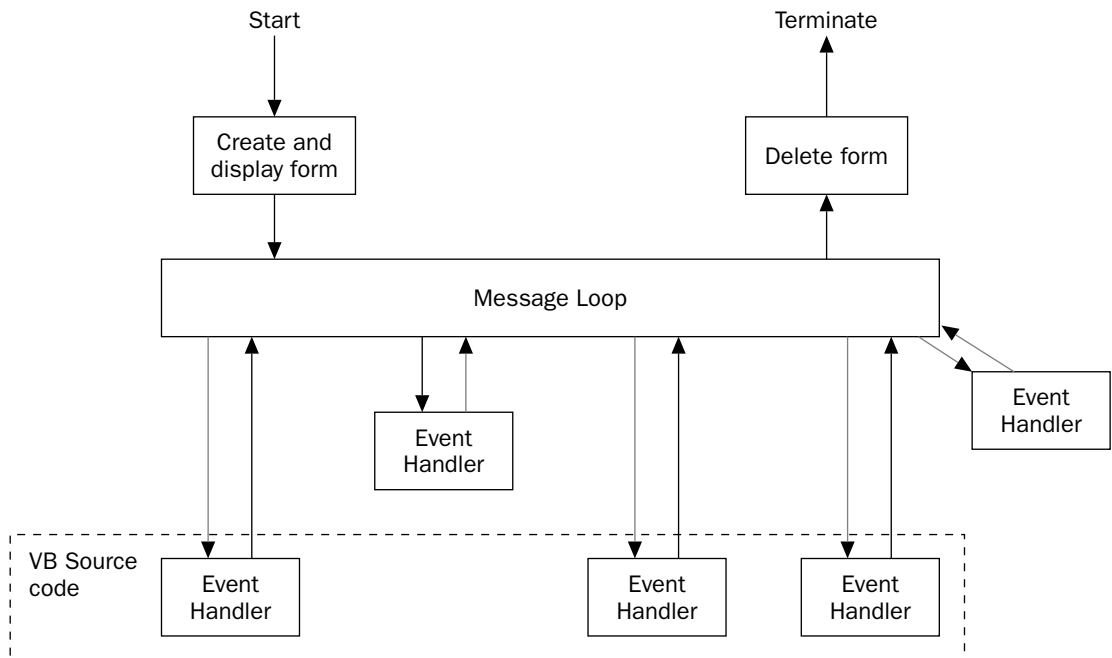 Start
Terminate
Create and
display form
Delete form
Message Loop
Event
Handler
Event
Handler
VB Source
code
Event
Handler
Event
Handler
Event
Handler